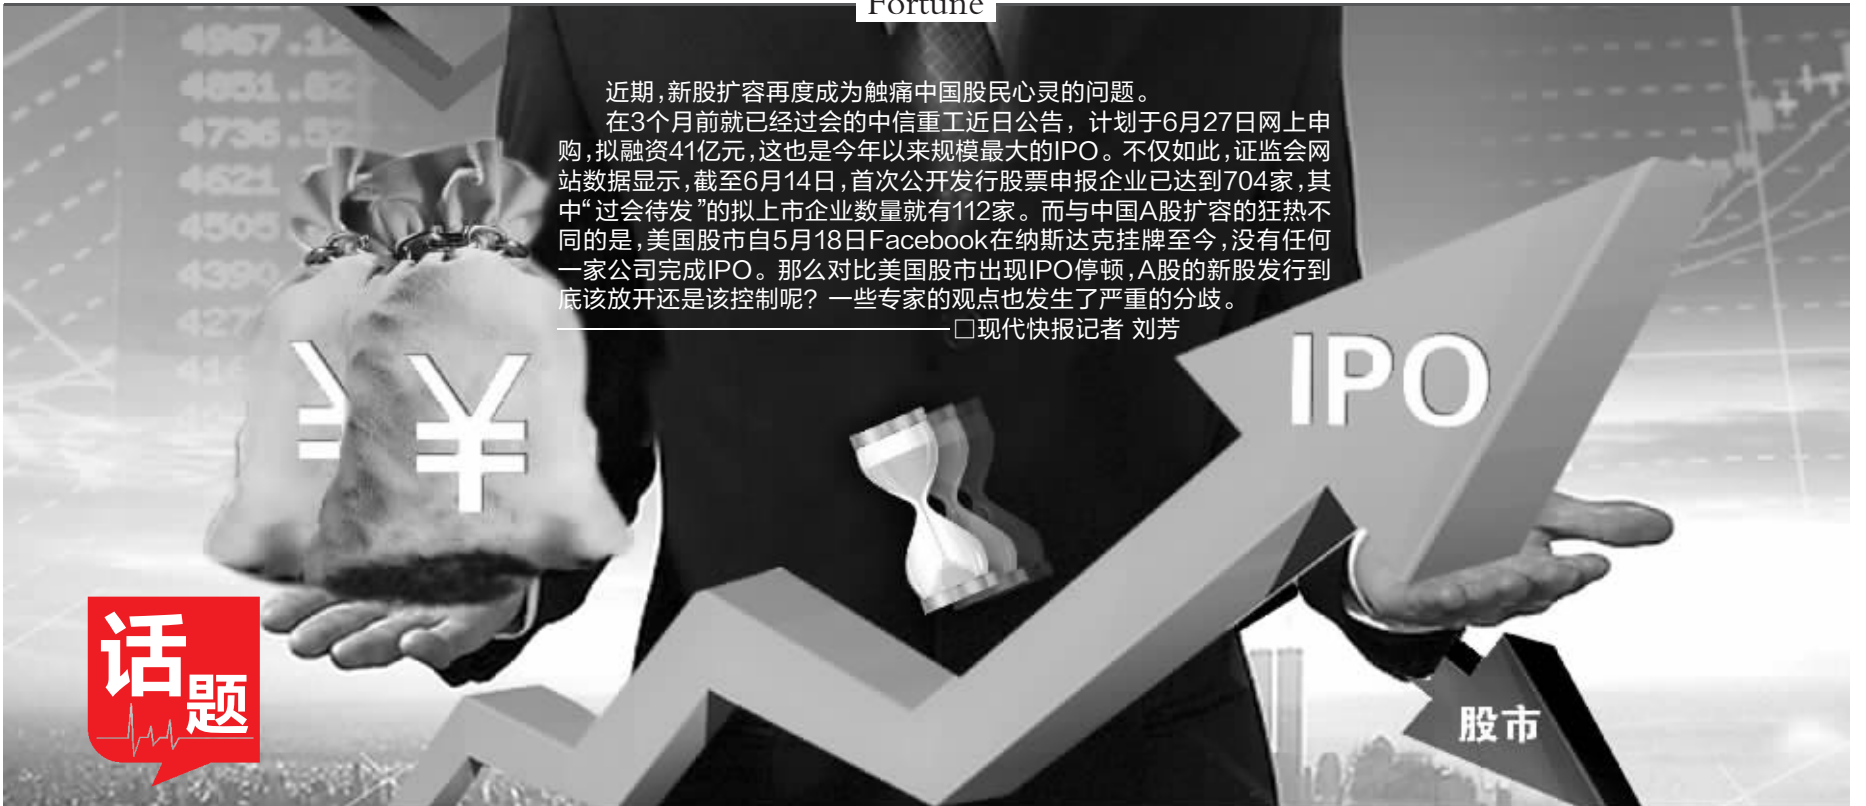 Fortune
近期,新股扩容再度成为触痛中国股民心灵的问题。
在3个月前就已经过会的中信重工近日公告，计划于6月27日网上申
购,拟融资41亿元,这也是今年以来规模最大的IPO。不仅如此,证监会网
站数据显示,截至6月14日,首次公开发行股票申报企业已达到704家,其
中“过会待发”的拟上市企业数量就有112家。而与中国A股扩容的狂热不
同的是,美国股市自5月18日Facebook在纳斯达克挂牌至今,没有任何
一家公司完成IPO。那么对比美国股市出现IPO停顿,A股的新股发行到
底该放开还是该控制呢？一些专家的观点也发生了严重的分歧。
□现代快报记者 刘芳
4967.12
4851.82
4736.52
4621
4505
4390
427
416
¥ ¥
IPO
话题
股市